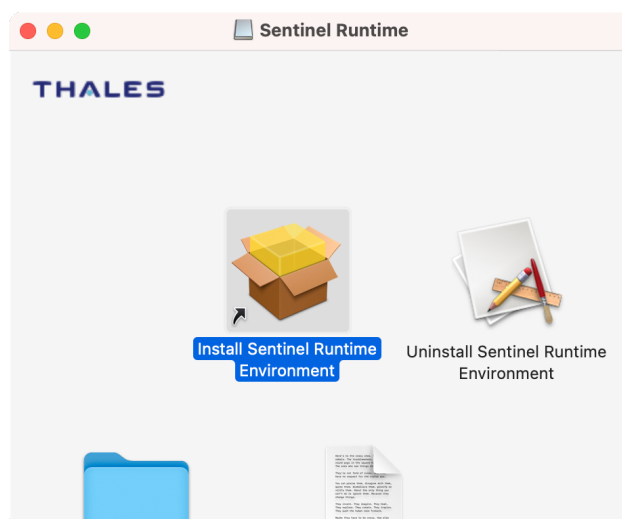 Sentinel Runtime
THALES
Install Sentinel Runtime
Environment
Uninstall Sentinel Runtime
Environment